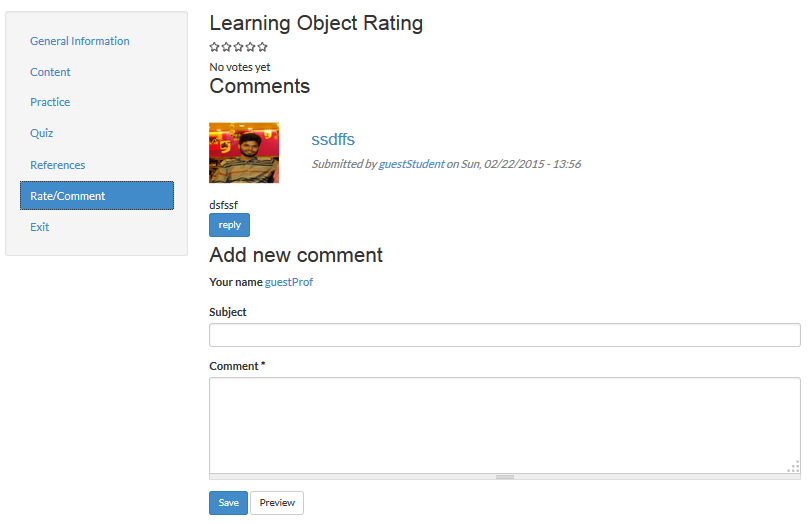 General Information
Content
Practice
Quiz
References
Rate/Comment
Exit
Learning Object Rating
No votes yet
Comments
ssdffs
Submitted by guestStudent on Sun, 02/22/2015 - 13:56
dsfssf
reply
Add new comment
Your name guestProf
Subject
Comment *
Save Preview